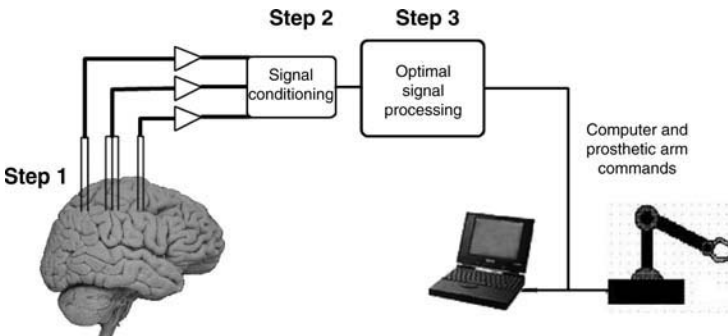 Step 2
Step 3
Signal
conditioning
Optimal
signal
processing
Computer and
prosthetic arm
commands
Step 1